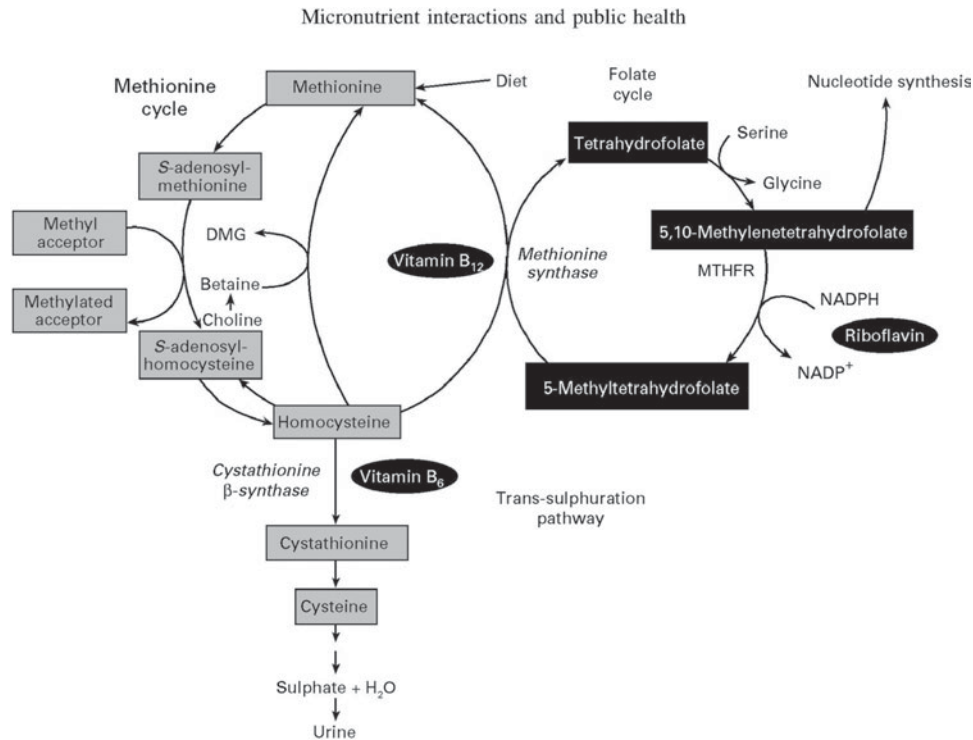 Micronutrient interactions and public health
Methionine
cycle
Methionine
Diet
Folate
cycle
Nucleotide synthesis
Tetrahydrofolate
Serine
Glycine
S-adenosyl-
methionine
Methyl
acceptor
DMG
Vitamin B12
Methionine
synthase
5,10-Methylenetetrahydrofolate
MTHFR
Betaine
Methylated
acceptor
Choline
NADPH
Riboflavin
NADP+
S-adenosyl-
homocysteine
5-Methyltetrahydrofolate
Homocysteine
Cystathionine
β-synthase
Vitamin B6
Trans-sulphuration
pathway
Cystathionine
Cysteine
Sulphate + H2O
Urine